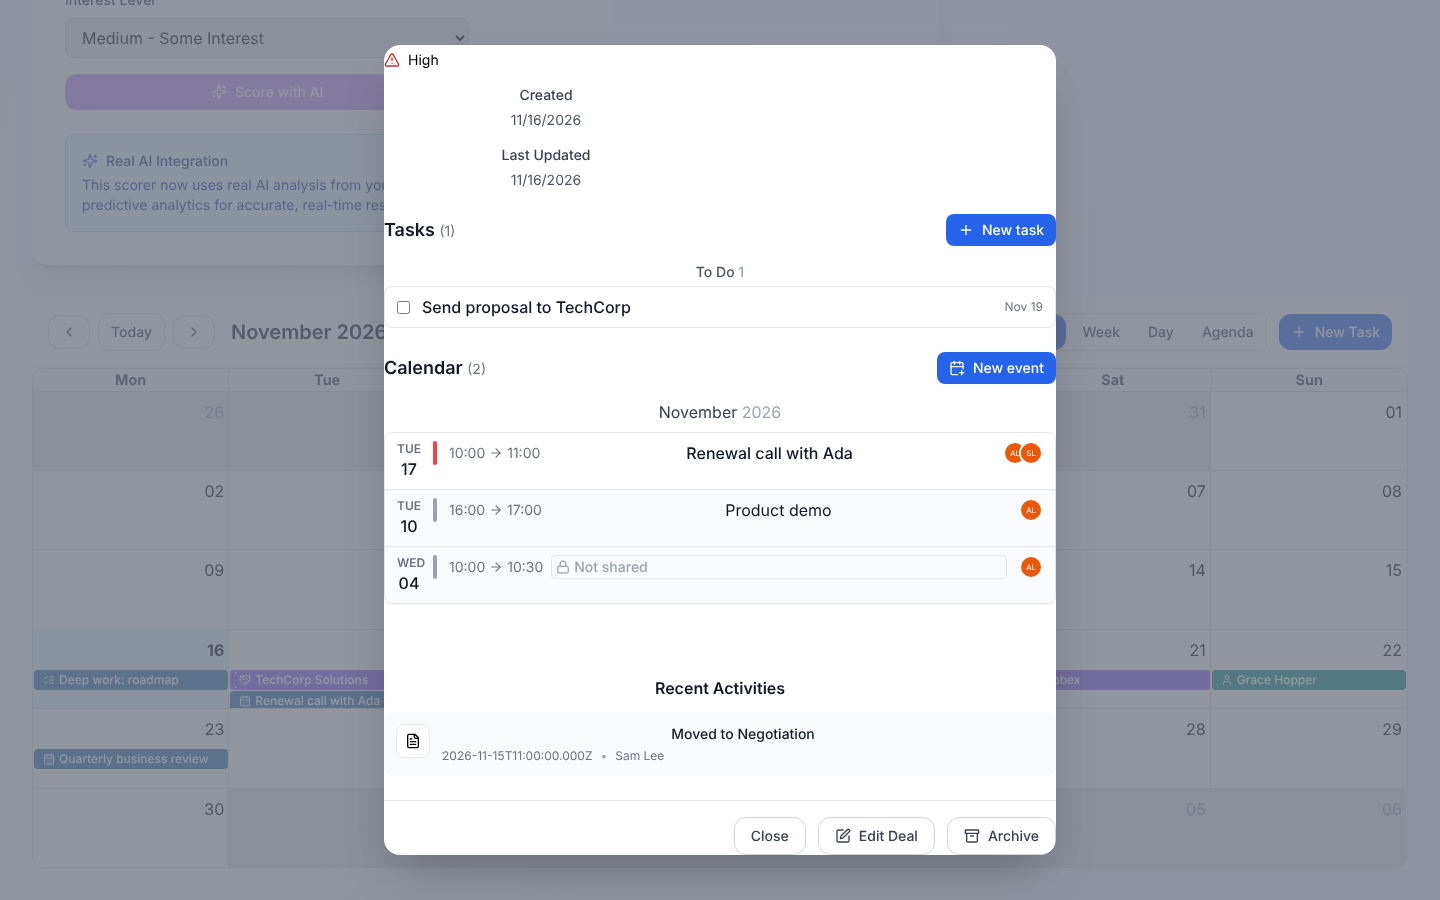 Interest Level
Medium - Some Interest
Score with AI
Real AI Integration
This scorer now uses real AI analysis from
predictive analytics for accurate, real-time
Today
November 2026
Week
Day
Agenda
New Task
Mon
Tue
Sat
Sun
26
31
01
02
07
08
09
14
15
16
21
22
Deep work: roadmap
TechCorp Solutions
Grace Hopper
Renewal call with Ada
23
28
29
Quarterly business review
30
05
06
High
Created
11/16/2026
Last Updated
11/16/2026
Tasks (1)
New task
To Do 1
Send proposal to TechCorp
Nov 19
Calendar (2)
New event
November 2026
TUE
17
10:00 → 11:00
Renewal call with Ada
AL
SL
TUE
10
16:00 → 17:00
Product demo
AL
WED
04
10:00 → 10:30
Not shared
AL
Recent Activities
Moved to Negotiation
2026-11-15T11:00:00.000Z • Sam Lee
Close
Edit Deal
Archive